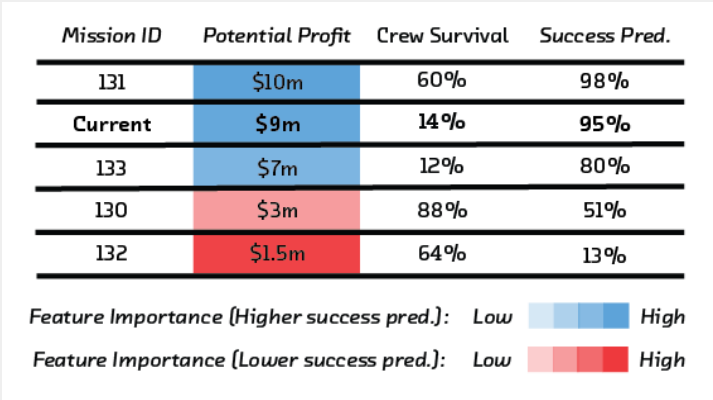 Mission ID Potential Profit Crew Survival Success Pred.
131 $10m 60% 98%
Current $9m 14% 95%
133 $7m 12% 80%
130 $3m 88% 51%
132 $1.5m 64% 13%
Feature Importance (Higher success pred.): Low High
Feature Importance (Lower success pred.): Low High